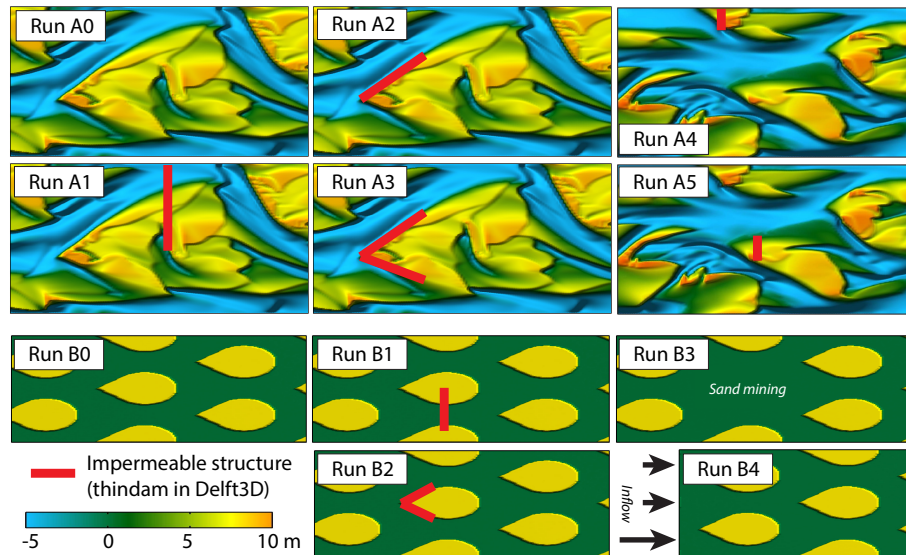 Run A0
Run A2
Run A4
Run A1
Run A3
Run A5
Run B0
Run B1
Run B3
Sand mining
Impermeable structure
(thindam in Delft3D)
Run B2
Inflow
Run B4
-5 0 5 10 m